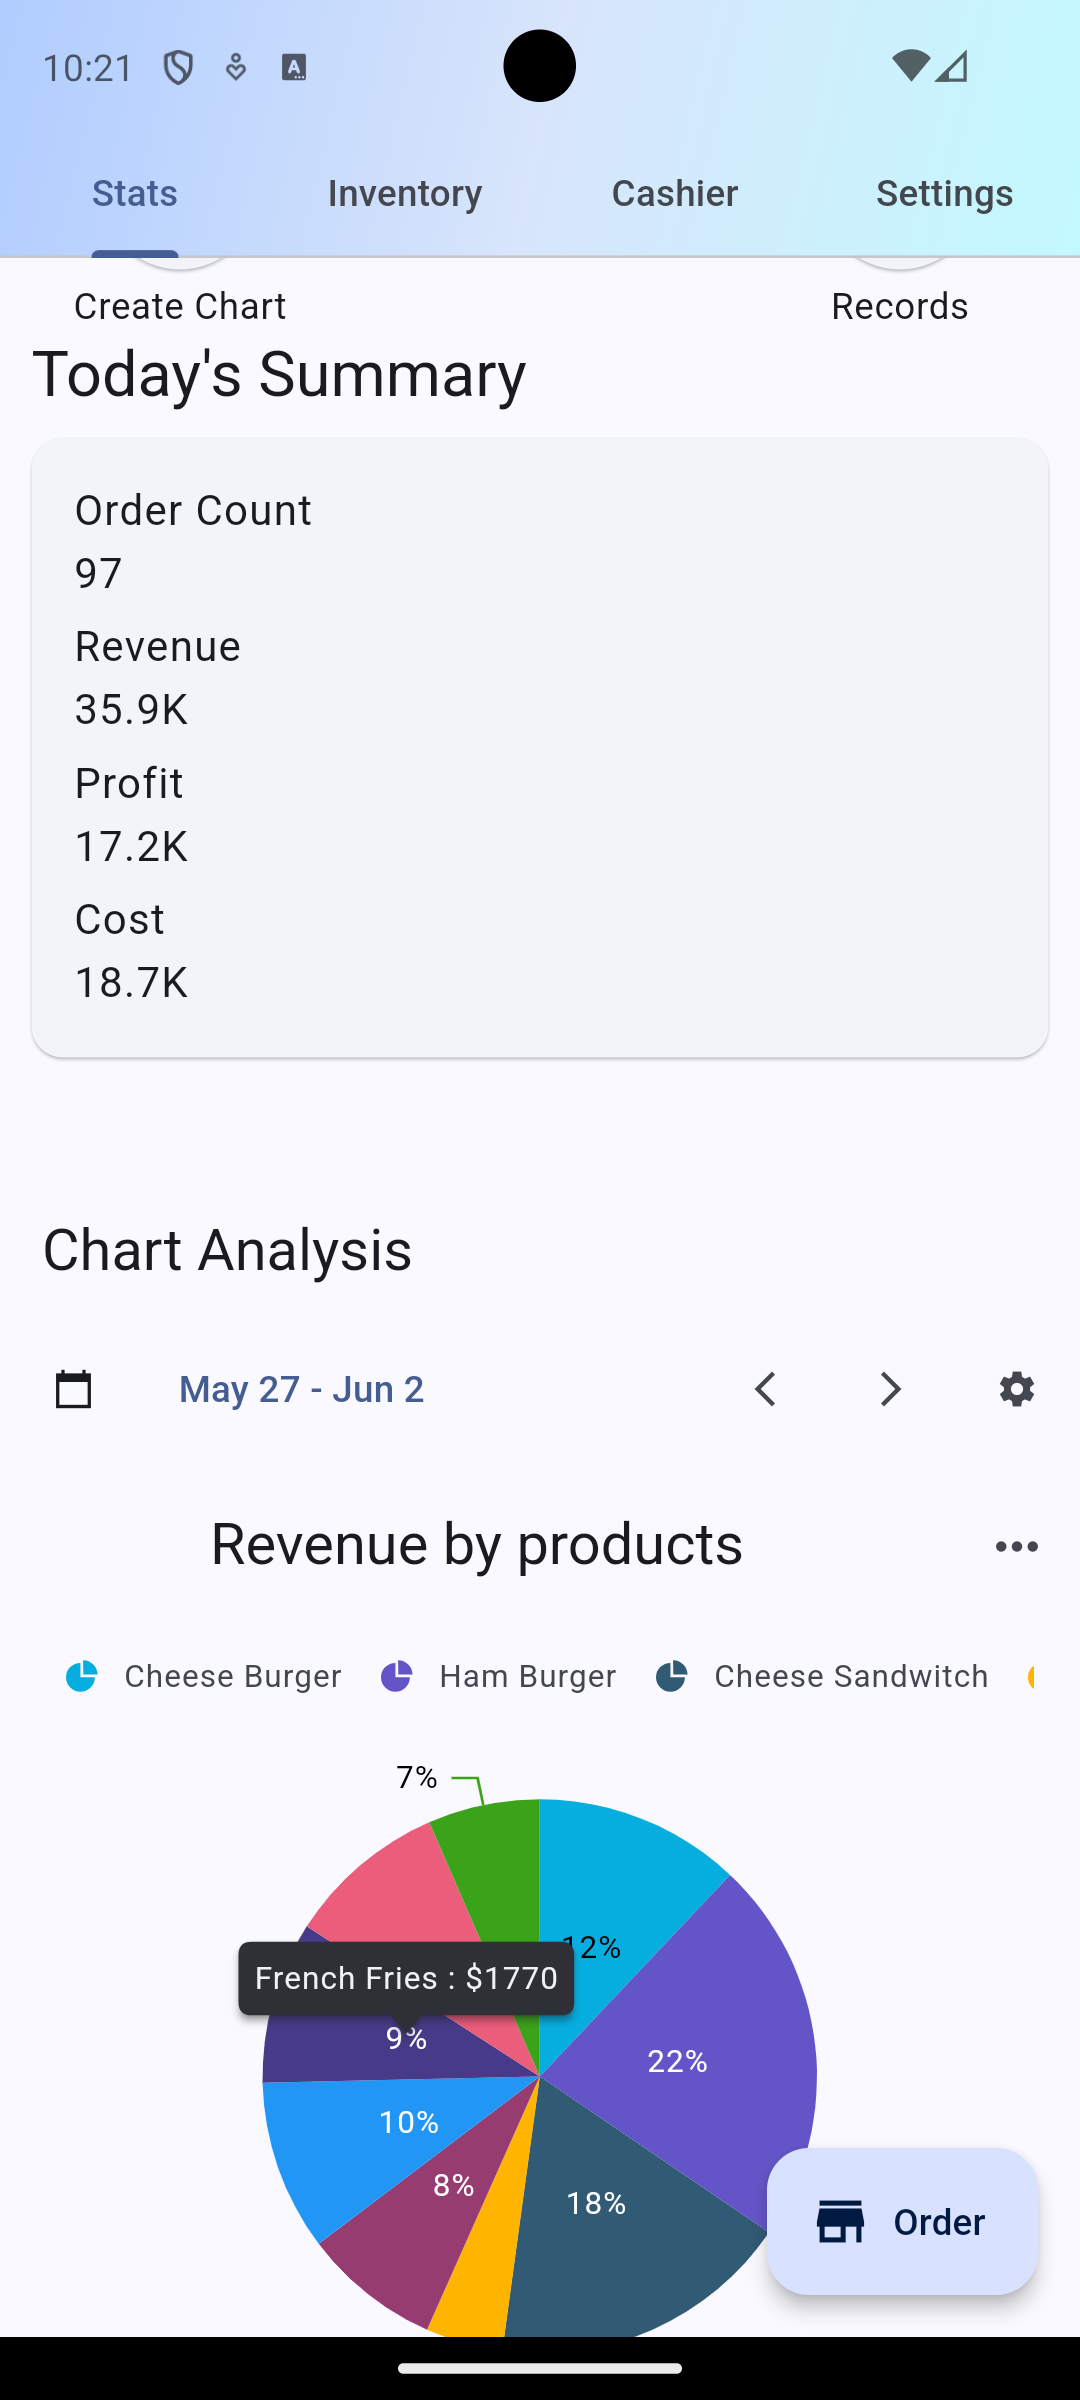 10:21
Stats Inventory Cashier Settings
Create Chart Records
Today's Summary
Order Count
97
Revenue
35.9K
Profit
17.2K
Cost
18.7K
Chart Analysis
May 27 - Jun 2
Revenue by products
Cheese Burger Ham Burger Cheese Sandwitch
7%
12%
French Fries : $1770
9%
22%
10%
8%
18%
Order